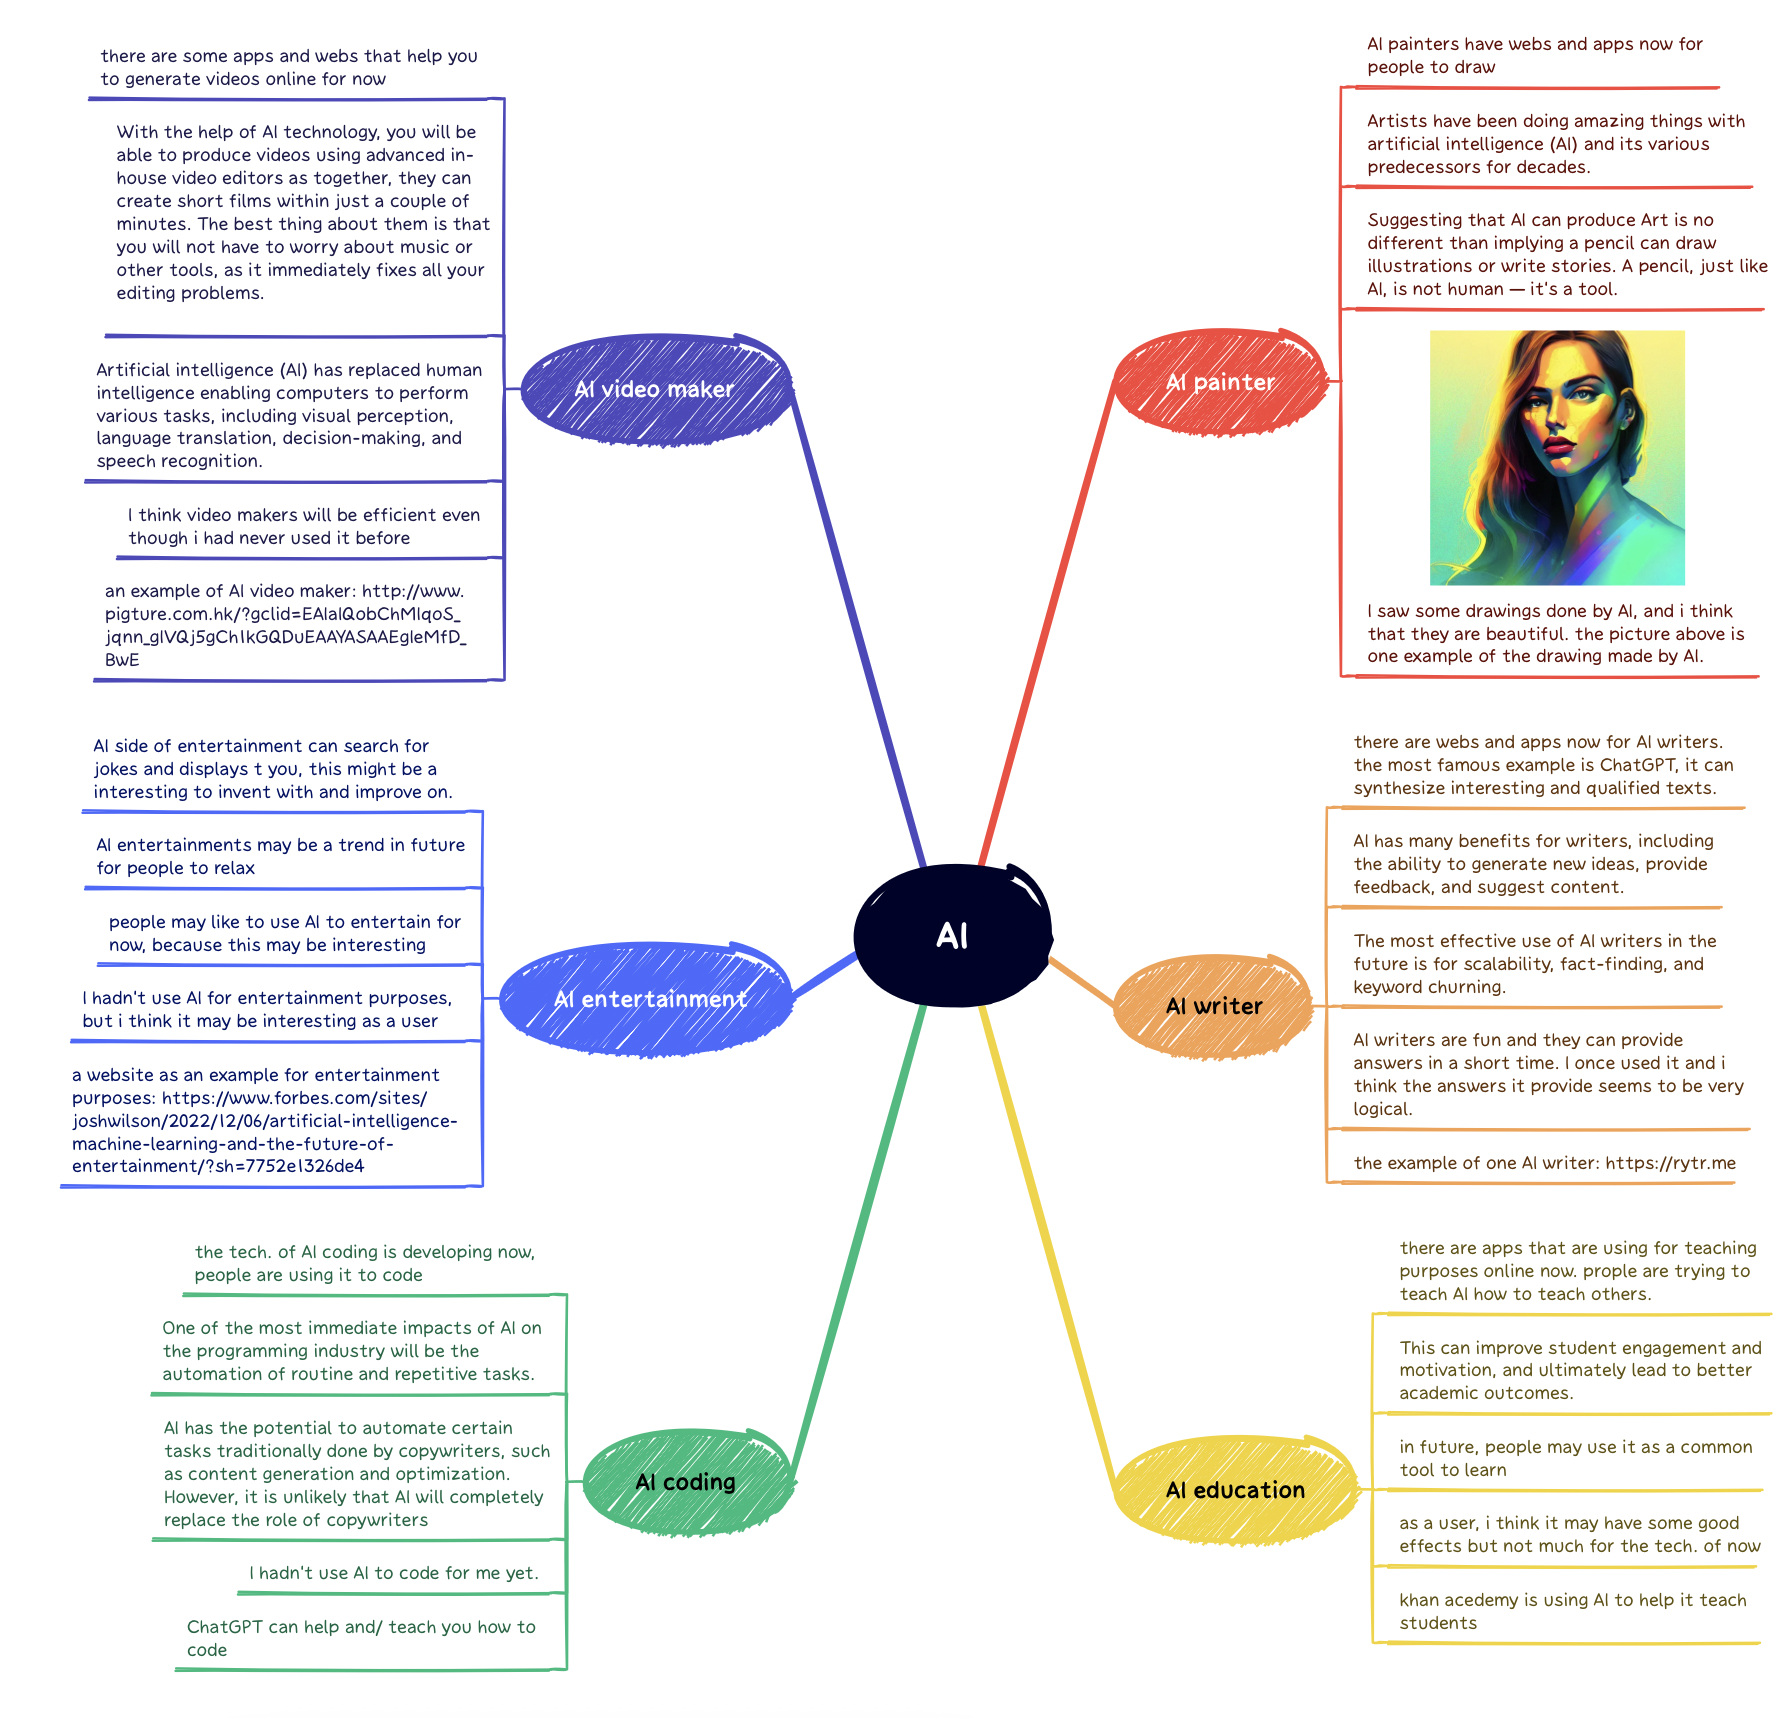 there are some apps and webs that help you
to generate videos online for now
With the help of AI technology, you will be
able to produce videos using advanced in-
house video editors as together, they can
create short films within just a couple of
minutes. The best thing about them is that
you will not have to worry about music or
other tools, as it immediately fixes all your
editing problems.
Artificial intelligence (AI) has replaced human
intelligence enabling computers to perform
various tasks, including visual perception,
language translation, decision-making, and
speech recognition.
I think video makers will be efficient even
though i had never used it before
an example of AI video maker: http://www.
pigture.com.hk/?gclid=EAIaIQobChMIqoS_
jqnn_gIVQj5gCh1kGQDuEAAYASAAEgIeMfD_
BwE
AI video maker
AI painters have webs and apps now for
people to draw
Artists have been doing amazing things with
artificial intelligence (AI) and its various
predecessors for decades.
Suggesting that AI can produce Art is no
different than implying a pencil can draw
illustrations or write stories. A pencil, just like
AI, is not human — it's a tool.
I saw some drawings done by AI, and i think
that they are beautiful. the picture above is
one example of the drawing made by AI.
AI painter
AI side of entertainment can search for
jokes and displays t you, this might be a
interesting to invent with and improve on.
AI entertainments may be a trend in future
for people to relax
people may like to use AI to entertain for
now, because this may be interesting
I hadn't use AI for entertainment purposes,
but i think it may be interesting as a user
a website as an example for entertainment
purposes: https://www.forbes.com/sites/
joshwilson/2022/12/06/artificial-intelligence-
machine-learning-and-the-future-of-
entertainment/?sh=7752e1326de4
AI entertainment
AI
there are webs and apps now for AI writers.
the most famous example is ChatGPT, it can
synthesize interesting and qualified texts.
AI has many benefits for writers, including
the ability to generate new ideas, provide
feedback, and suggest content.
The most effective use of AI writers in the
future is for scalability, fact-finding, and
keyword churning.
AI writers are fun and they can provide
answers in a short time. I once used it and i
think the answers it provide seems to be very
logical.
the example of one AI writer: https://rytr.me
AI writer
the tech. of AI coding is developing now,
people are using it to code
One of the most immediate impacts of AI on
the programming industry will be the
automation of routine and repetitive tasks.
AI has the potential to automate certain
tasks traditionally done by copywriters, such
as content generation and optimization.
However, it is unlikely that AI will completely
replace the role of copywriters
I hadn't use AI to code for me yet.
ChatGPT can help and/ teach you how to
code
AI coding
there are apps that are using for teaching
purposes online now. prople are trying to
teach AI how to teach others.
This can improve student engagement and
motivation, and ultimately lead to better
academic outcomes.
in future, people may use it as a common
tool to learn
as a user, i think it may have some good
effects but not much for the tech. of now
khan acedemy is using AI to help it teach
students
AI education